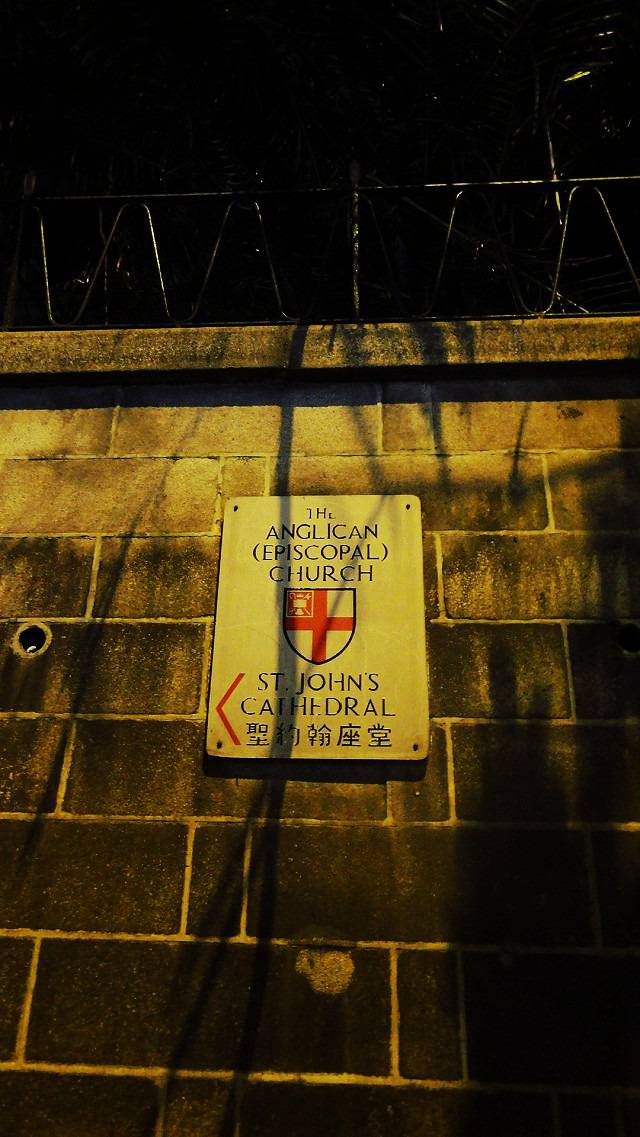 THE
ANGLICAN
(EPISCOPAL)
CHURCH
ST. JOHN'S
CATHEDRAL
聖約翰座堂